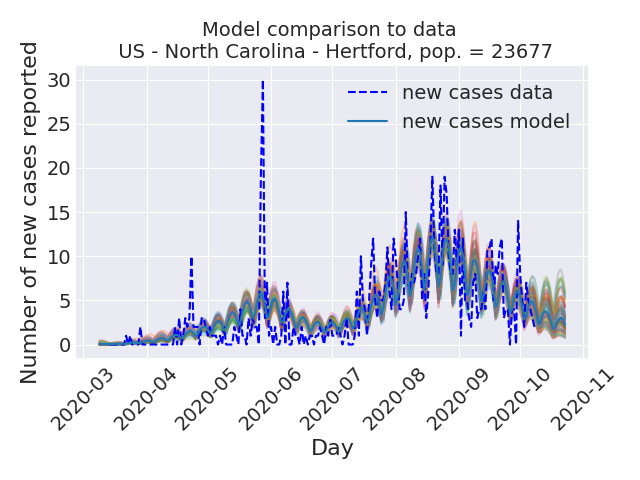 Model comparison to data
US - North Carolina - Hertford, pop. = 23677
Number of new cases reported
30
25
20
15
10
5
0
new cases data
new cases model
2020-03
2020-04
2020-05
2020-06
2020-07
2020-08
2020-09
2020-10
2020-11
Day